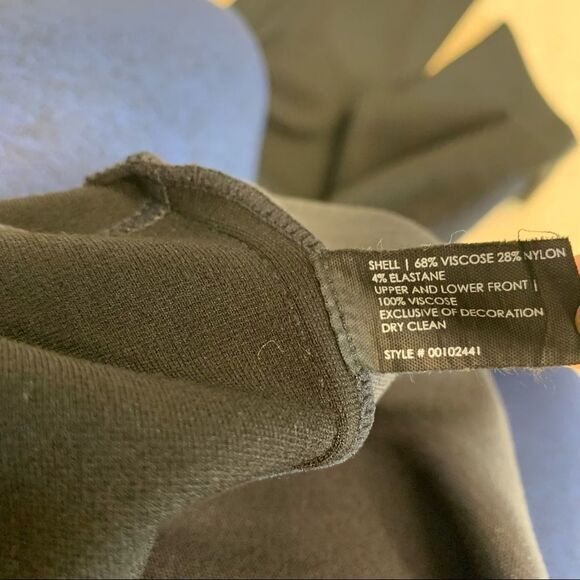 SHELL | 68% VISCOSE 28% NYLON
4% ELASTANE
UPPER AND LOWER FRONT |
100% VISCOSE
EXCLUSIVE OF DECORATION
DRY CLEAN
STYLE # 00102441